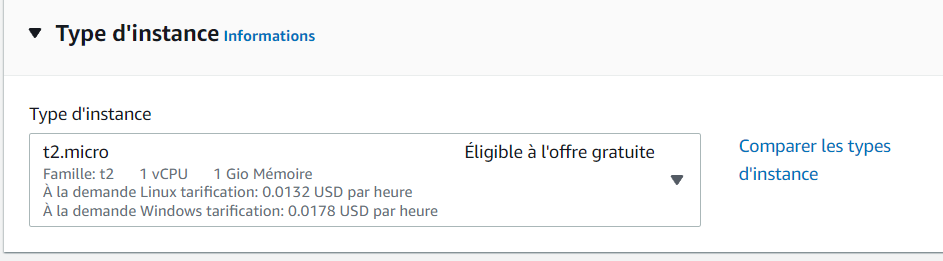 Type d'instance Informations
Type d'instance
t2.micro Éligible à l'offre gratuite
Famille: t2 1 vCPU 1 Gio Mémoire
À la demande Linux tarification: 0.0132 USD par heure
À la demande Windows tarification: 0.0178 USD par heure
Comparer les types
d'instance